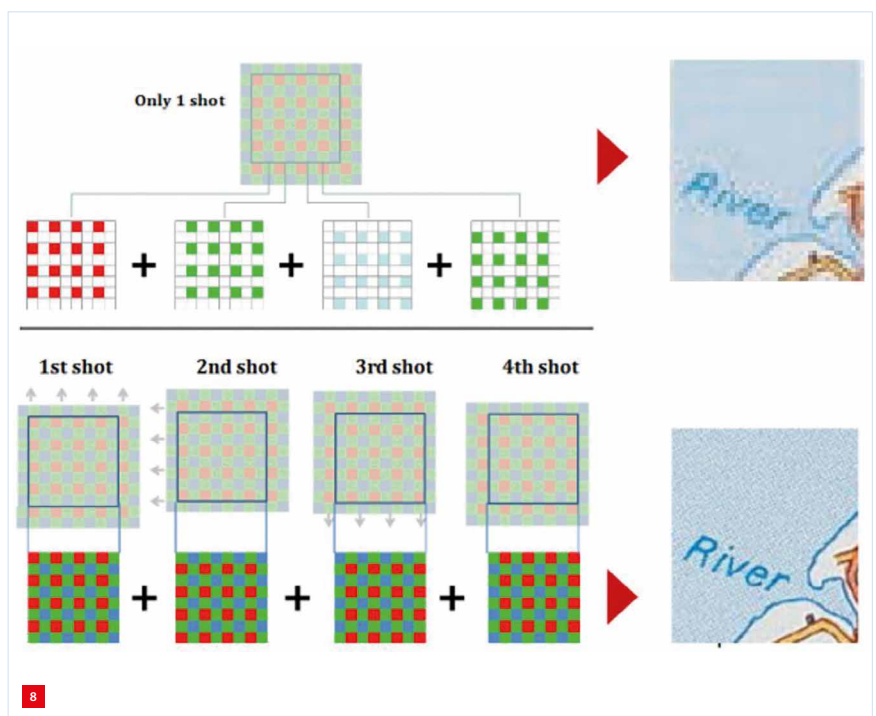 Only 1 shot
River
+ + +
1st shot 2nd shot 3rd shot 4th shot
River
+ + +
8